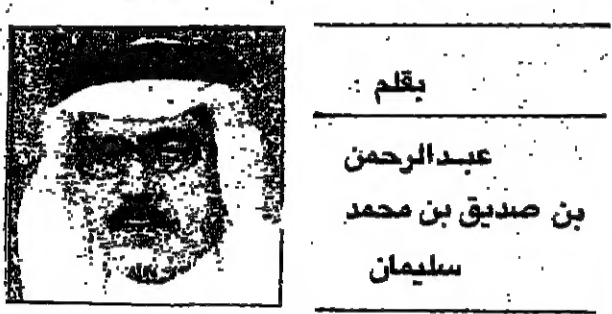 بقلم :
عبدالرحمن
بن صديق بن محمد
سليمان